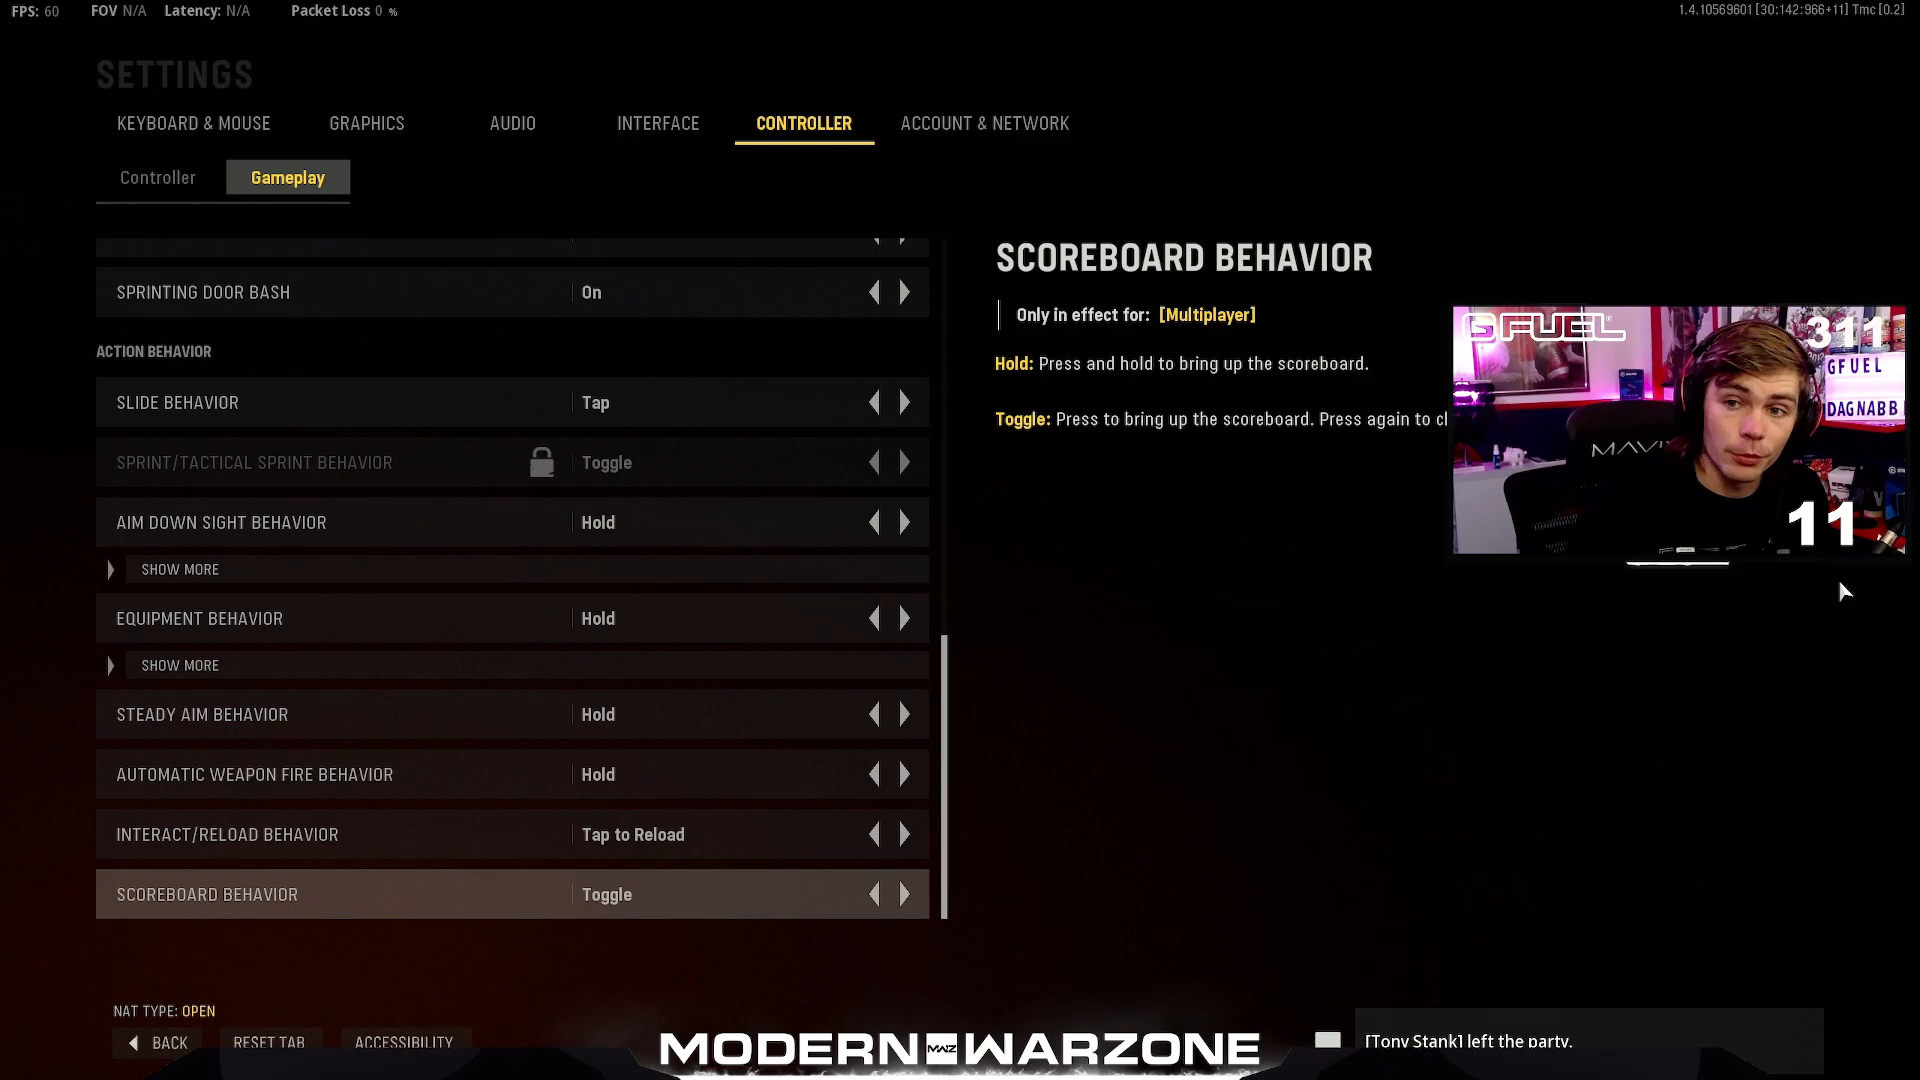 FPS: 60 FOV N/A Latency: N/A Packet Loss 0 %
1.4.10569601 [30:142:966+11] Tmc [0.2]
SETTINGS
KEYBOARD & MOUSE GRAPHICS AUDIO INTERFACE CONTROLLER ACCOUNT & NETWORK
Controller Gameplay
SPRINTING DOOR BASH On
ACTION BEHAVIOR
SLIDE BEHAVIOR Tap
SPRINT/TACTICAL SPRINT BEHAVIOR Toggle
AIM DOWN SIGHT BEHAVIOR Hold
SHOW MORE
EQUIPMENT BEHAVIOR Hold
SHOW MORE
STEADY AIM BEHAVIOR Hold
AUTOMATIC WEAPON FIRE BEHAVIOR Hold
INTERACT/RELOAD BEHAVIOR Tap to Reload
SCOREBOARD BEHAVIOR Toggle
SCOREBOARD BEHAVIOR
Only in effect for: [Multiplayer]
Hold: Press and hold to bring up the scoreboard.
Toggle: Press to bring up the scoreboard. Press again to cl
G FUEL
311
GFUEL
DAGNABB
MAVI
11
NAT TYPE: OPEN
BACK RESET TAB ACCESSIBILITY
MODERN MWZ WARZONE
[Tony Stank] left the party.